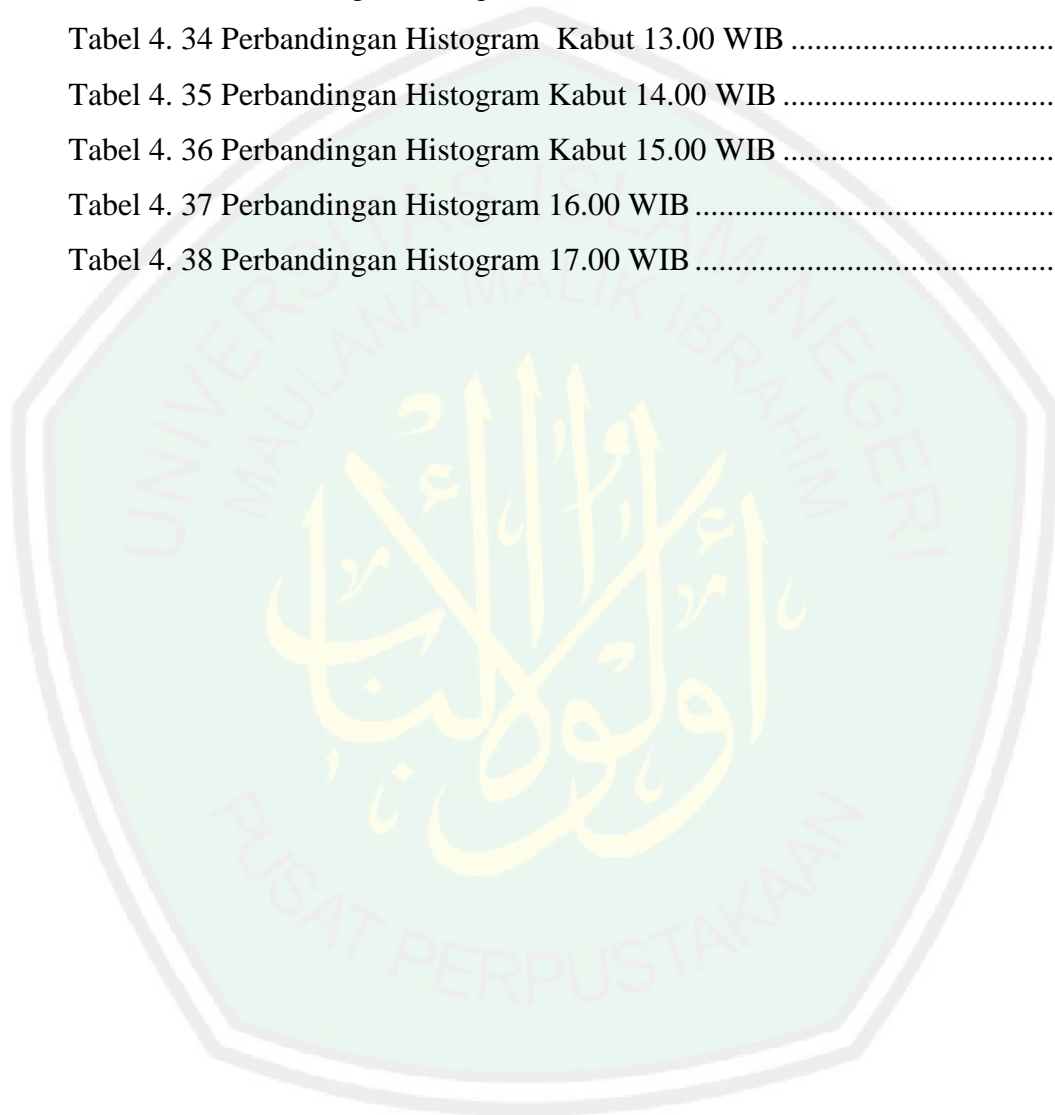 Tabel 4. 34 Perbandingan Histogram  Kabut 13.00 WIB ................................
Tabel 4. 35 Perbandingan Histogram Kabut 14.00 WIB ..................................
Tabel 4. 36 Perbandingan Histogram Kabut 15.00 WIB ..................................
Tabel 4. 37 Perbandingan Histogram 16.00 WIB .............................................
Tabel 4. 38 Perbandingan Histogram 17.00 WIB .............................................
UNIVERSITAS ISLAM NEGERI
MAULANA MALIK IBRAHIM
أولوا الألباب
PUSAT PERPUSTAKAAN